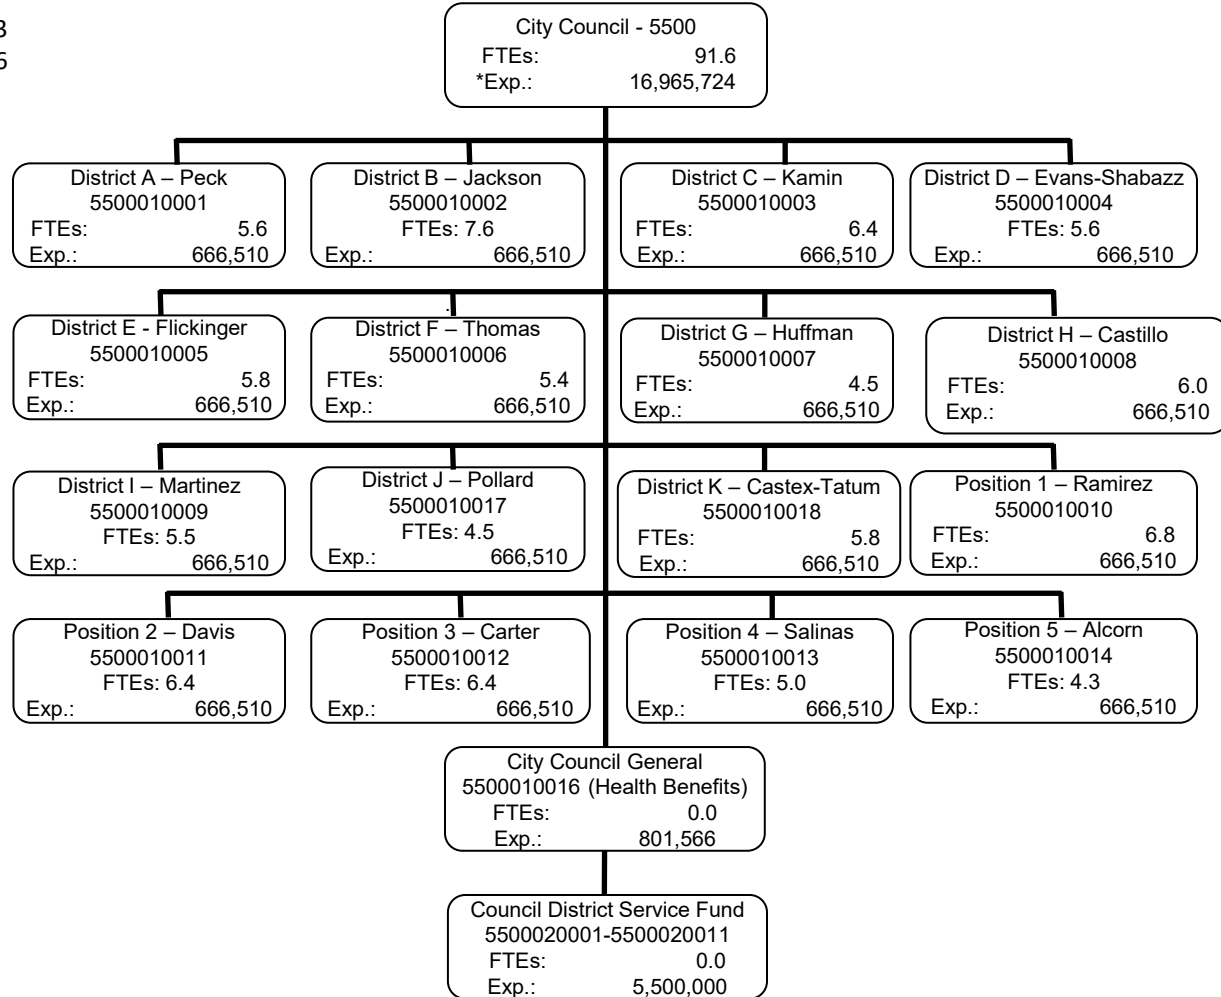 3
6
City Council - 5500
FTEs: 91.6
*Exp.: 16,965,724
District A – Peck
5500010001
FTEs: 5.6
Exp.: 666,510
District B – Jackson
5500010002
FTEs: 7.6
Exp.: 666,510
District C – Kamin
5500010003
FTEs: 6.4
Exp.: 666,510
District D – Evans-Shabazz
5500010004
FTEs: 5.6
Exp.: 666,510
District E - Flickinger
5500010005
FTEs: 5.8
Exp.: 666,510
.
District F – Thomas
5500010006
FTEs: 5.4
Exp.: 666,510
District G – Huffman
5500010007
FTEs: 4.5
Exp.: 666,510
District H – Castillo
5500010008
FTEs: 6.0
Exp.: 666,510
District I – Martinez
5500010009
FTEs: 5.5
Exp.: 666,510
District J – Pollard
5500010017
FTEs: 4.5
Exp.: 666,510
District K – Castex-Tatum
5500010018
FTEs: 5.8
Exp.: 666,510
Position 1 – Ramirez
5500010010
FTEs: 6.8
Exp.: 666,510
Position 2 – Davis
5500010011
FTEs: 6.4
Exp.: 666,510
Position 3 – Carter
5500010012
FTEs: 6.4
Exp.: 666,510
Position 4 – Salinas
5500010013
FTEs: 5.0
Exp.: 666,510
Position 5 – Alcorn
5500010014
FTEs: 4.3
Exp.: 666,510
City Council General
5500010016 (Health Benefits)
FTEs: 0.0
Exp.: 801,566
Council District Service Fund
5500020001-5500020011
FTEs: 0.0
Exp.: 5,500,000